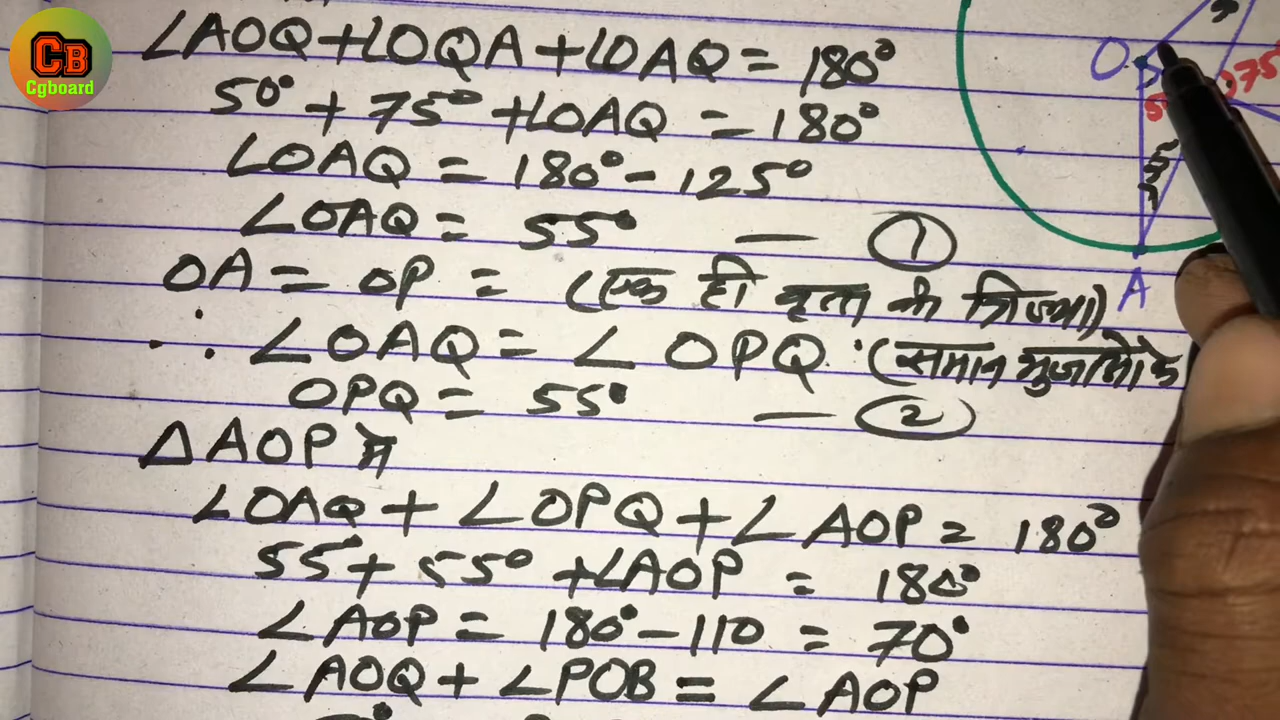 CB
Cgboard
∠AOQ + ∠OQA + ∠OAQ = 180°
50° + 75° + ∠OAQ = 180°
∠OAQ = 180° - 125°
∠OAQ = 55° — 1
OA = OP = (एक ही वृत्त के त्रिज्या)
∴ ∠OAQ = ∠OPQ (समान भुजाओं के
OPQ = 55° — 2
ΔAOP में
∠OAQ + ∠OPQ + ∠AOP = 180°
55 + 55° + ∠AOP = 180°
∠AOP = 180° - 110 = 70°
∠AOQ + ∠POB = ∠AOP
O
75
5
A